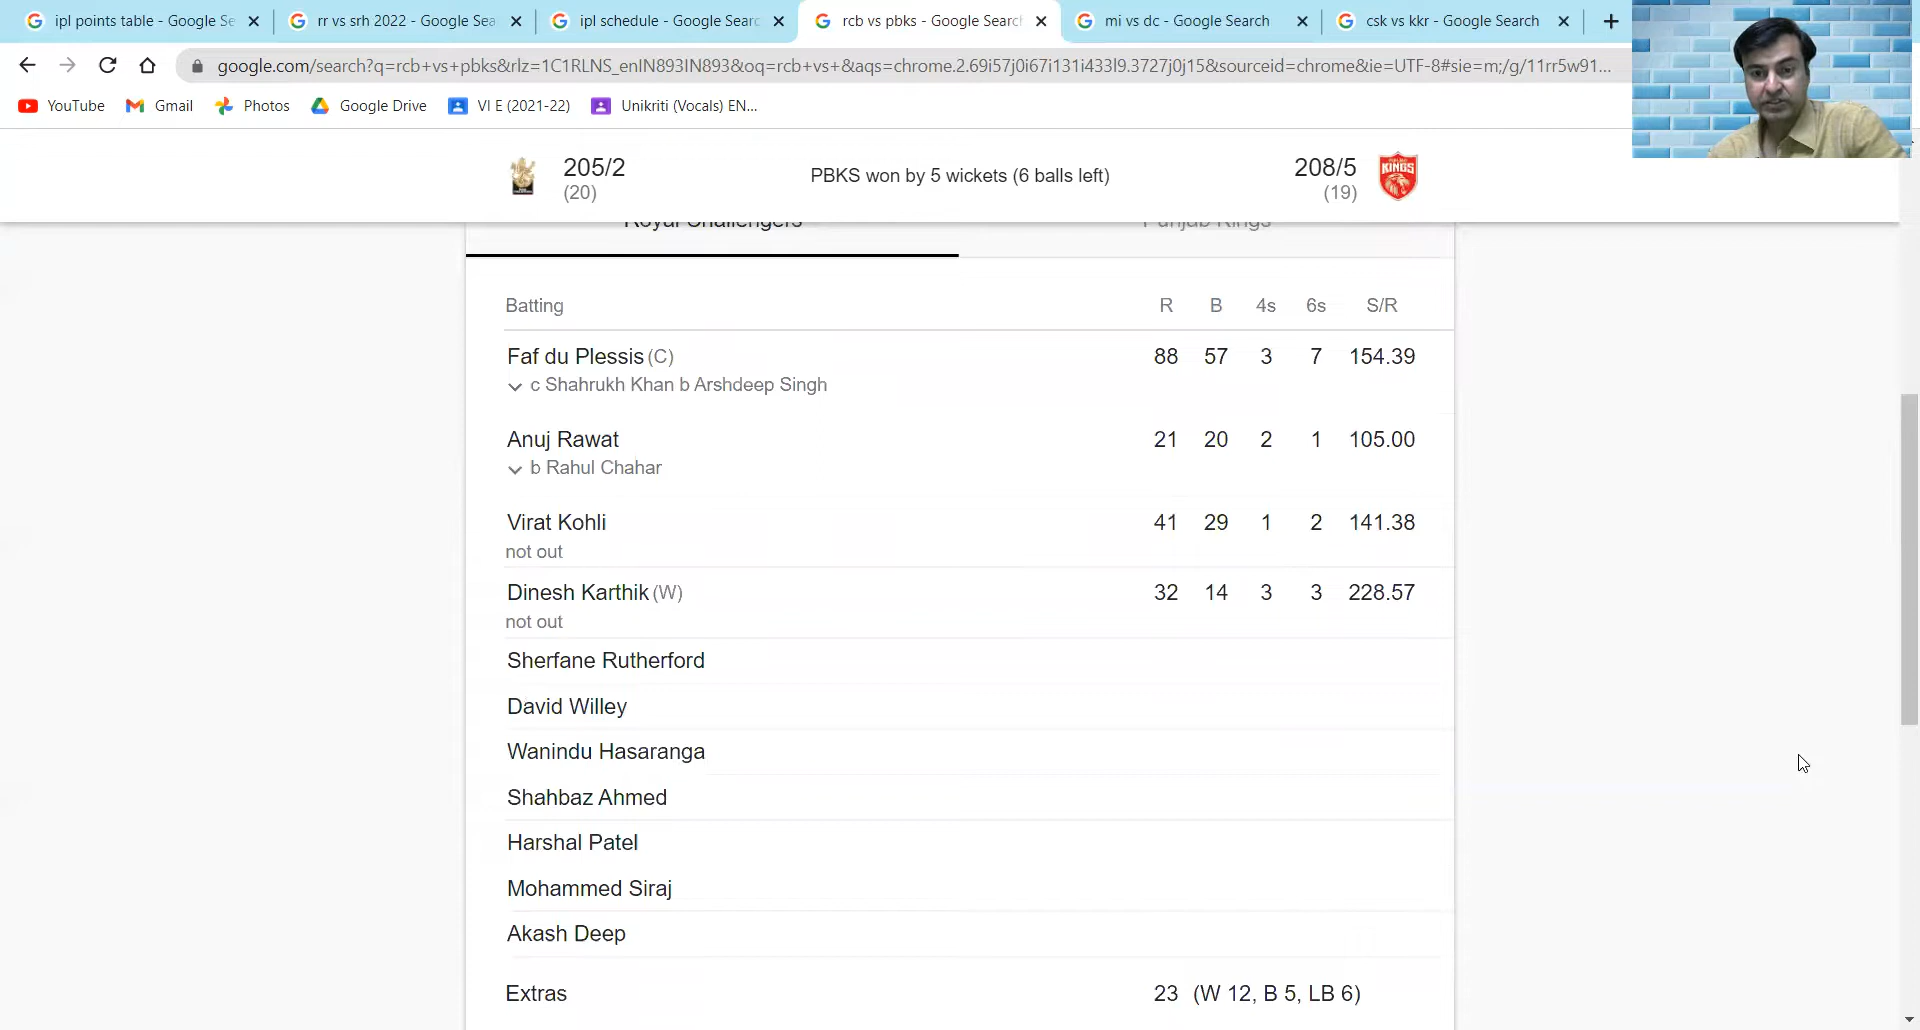 ipl points table - Google Se
rr vs srh 2022 - Google Sea
ipl schedule - Google Searc
rcb vs pbks - Google Search
mi vs dc - Google Search
csk vs kkr - Google Search
google.com/search?q=rcb+vs+pbks&rlz=1C1RLNS_enIN893IN893&oq=rcb+vs+&aqs=chrome.2.69i57j0i67i131i433l9.3727j0j15&sourceid=chrome&ie=UTF-8#sie=m;/g/11rr5w91...
YouTube
Gmail
Photos
Google Drive
VI E (2021-22)
Unikriti (Vocals) EN...
205/2
(20)
PBKS won by 5 wickets (6 balls left)
208/5
(19)
KINGS
Royal Challengers
Punjab Kings
Batting R B 4s 6s S/R
Faf du Plessis (C) 88 57 3 7 154.39
c Shahrukh Khan b Arshdeep Singh
Anuj Rawat 21 20 2 1 105.00
b Rahul Chahar
Virat Kohli 41 29 1 2 141.38
not out
Dinesh Karthik (W) 32 14 3 3 228.57
not out
Sherfane Rutherford
David Willey
Wanindu Hasaranga
Shahbaz Ahmed
Harshal Patel
Mohammed Siraj
Akash Deep
Extras 23 (W 12, B 5, LB 6)